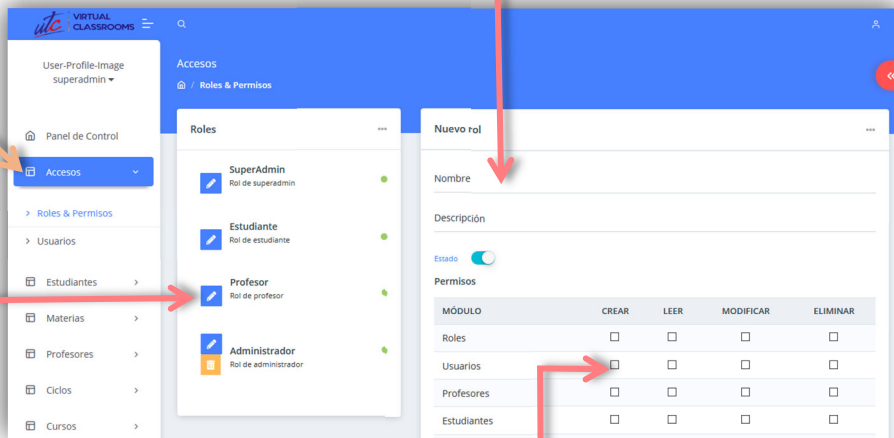 utc VIRTUAL
CLASSROOMS
User-Profile-Image
superadmin
Panel de Control
Accesos
Roles & Permisos
Usuarios
Estudiantes
Materias
Profesores
Ciclos
Cursos
Accesos
/ Roles & Permisos
Roles
SuperAdmin
Rol de superadmin
Estudiante
Rol de estudiante
Profesor
Rol de profesor
Administrador
Rol de administrador
Nuevo rol
Nombre
Descripción
Estado
Permisos
MÓDULO CREAR LEER MODIFICAR ELIMINAR
Roles
Usuarios
Profesores
Estudiantes